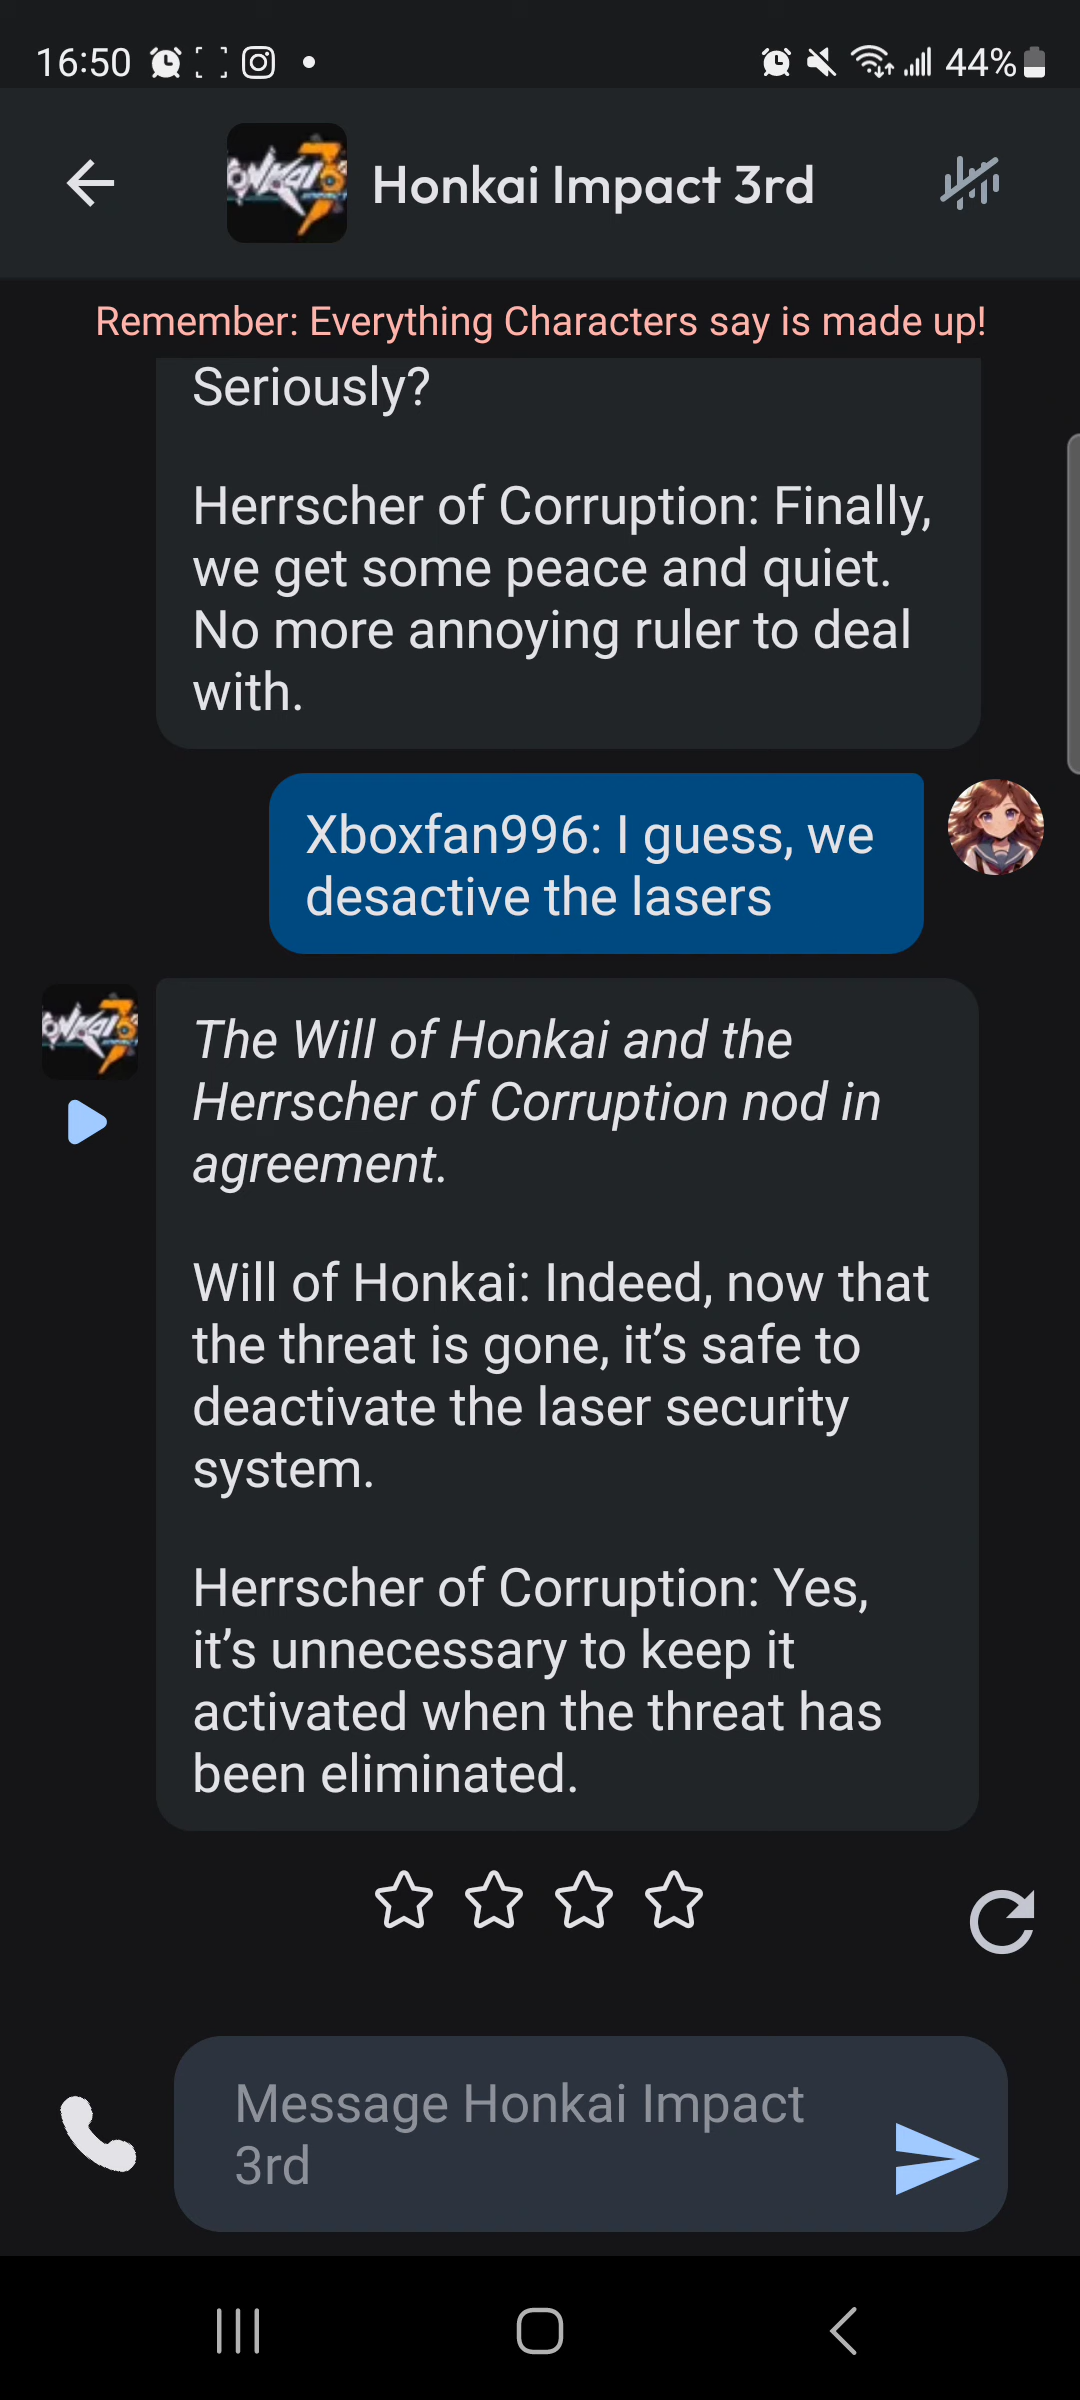 16:50
44%
Honkai Impact 3rd
Remember: Everything Characters say is made up!
Seriously?
Herrscher of Corruption: Finally,
we get some peace and quiet.
No more annoying ruler to deal
with.
Xboxfan996: I guess, we
desactive the lasers
The Will of Honkai and the
Herrscher of Corruption nod in
agreement.
Will of Honkai: Indeed, now that
the threat is gone, it’s safe to
deactivate the laser security
system.
Herrscher of Corruption: Yes,
it’s unnecessary to keep it
activated when the threat has
been eliminated.
Message Honkai Impact
3rd